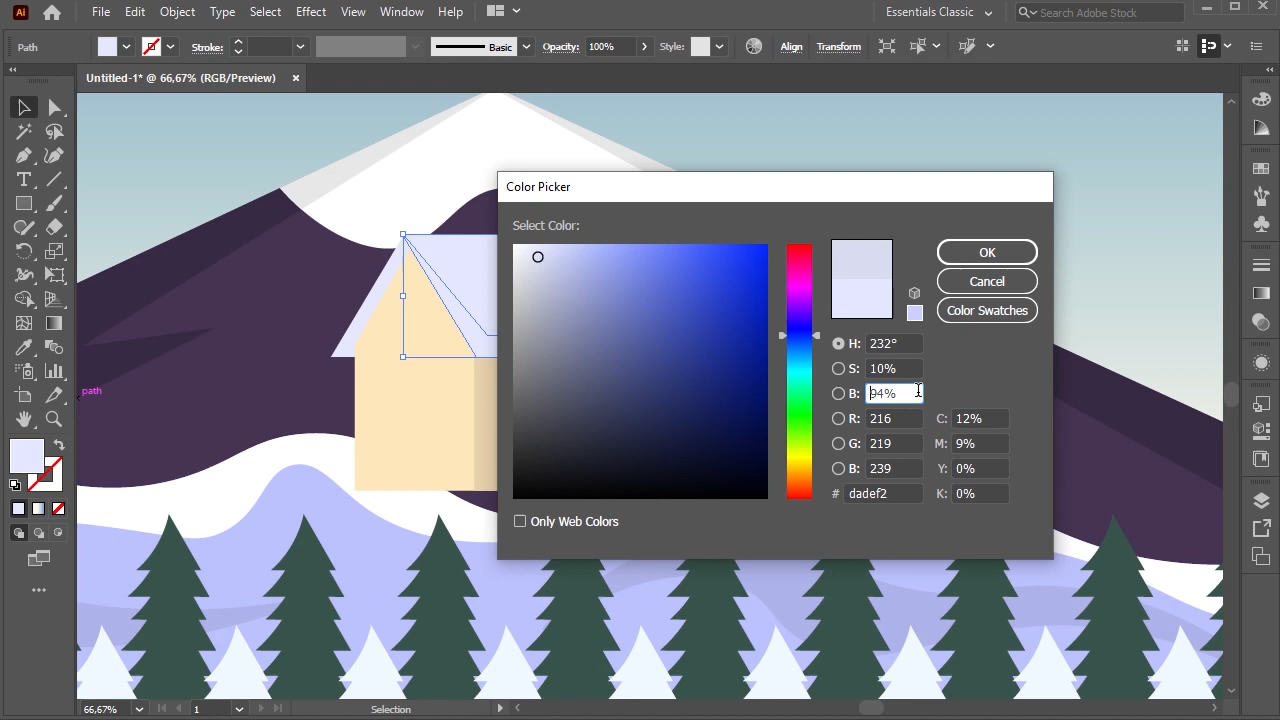 Ai File Edit Object Type Select Effect View Window Help Essentials Classic Search Adobe Stock
Path Stroke: Basic Opacity: 100% Style: Align Transform
Untitled-1* @ 66,67% (RGB/Preview) ×
Color Picker
Select Color:
OK
Cancel
Color Swatches
H: 232°
S: 10%
B: 94%
R: 216 C: 12%
G: 219 M: 9%
B: 239 Y: 0%
# dadef2 K: 0%
Only Web Colors
path
66,67% 1 Selection